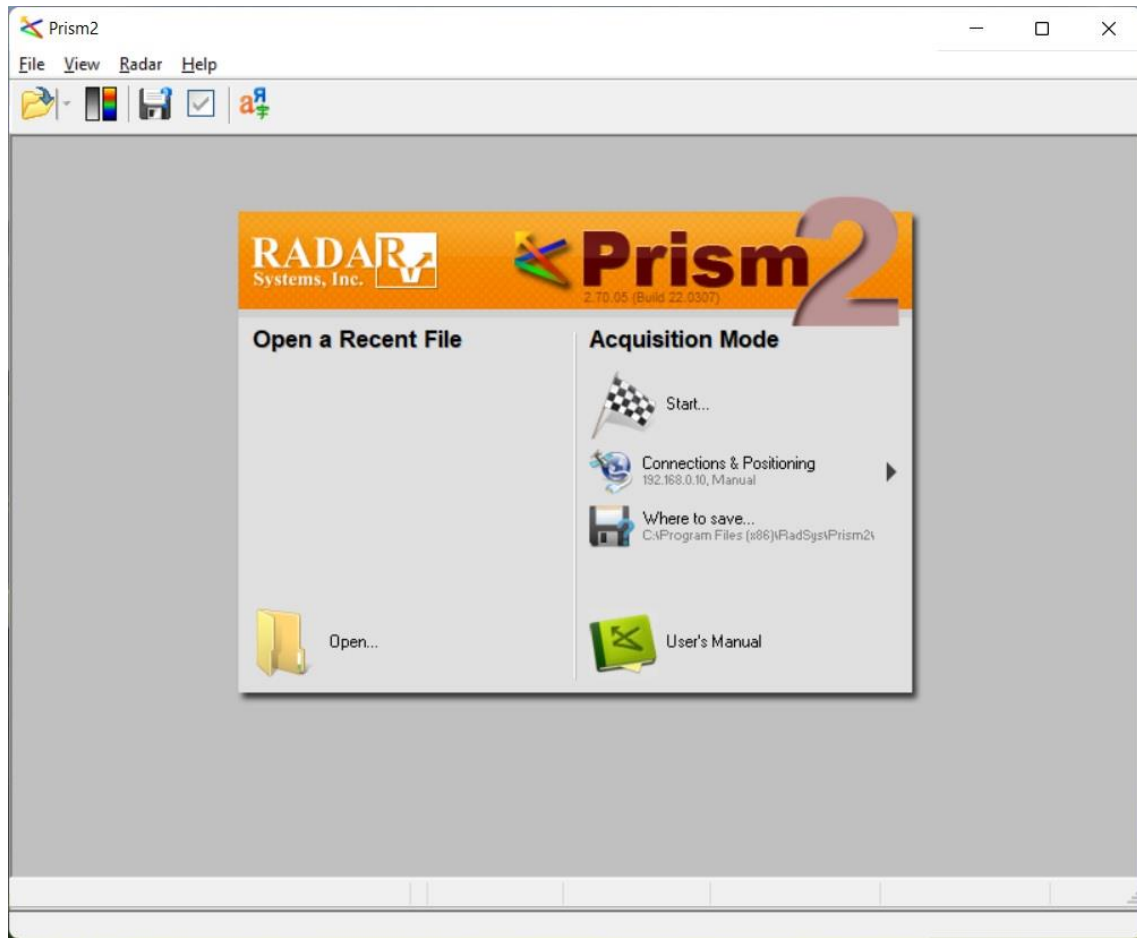 Prism2
File View Radar Help
RADAR
Systems, Inc.
Prism2
2.70.05 (Build 22.0307)
Open a Recent File
Open...
Acquisition Mode
Start...
Connections & Positioning
192.168.0.10, Manual
Where to save...
C:\Program Files (x86)\RadSys\Prism2\
User's Manual